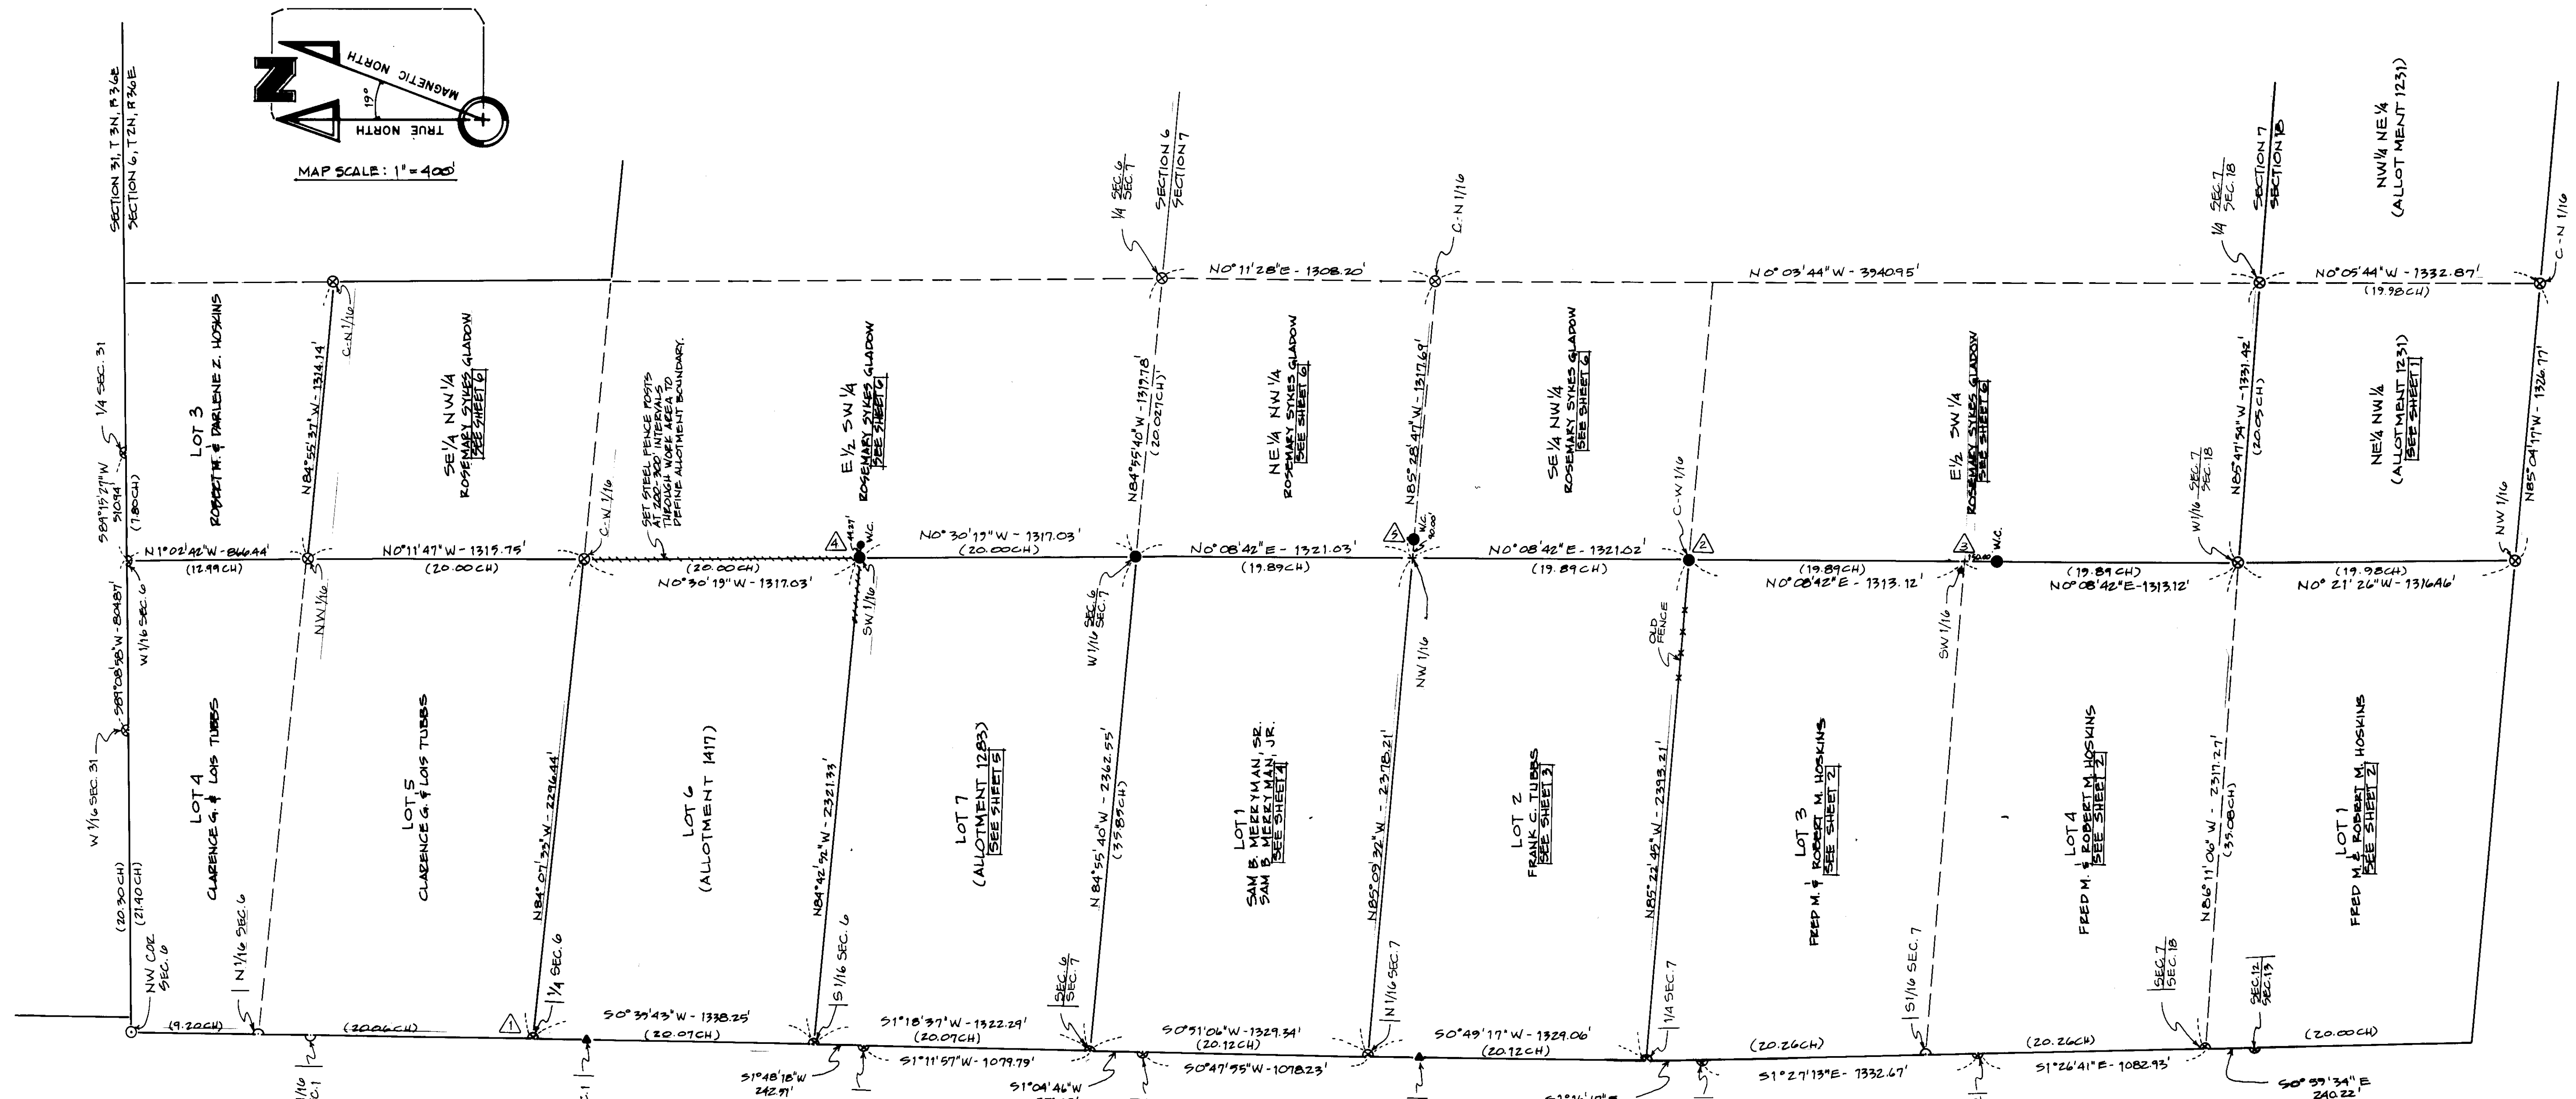 SECTION 31, T3N, R36E
SECTION 6, T2N, R36E
N
MAGNETIC NORTH
19°
TRUE NORTH
MAP SCALE: 1" = 400'
1/4 SEC. 6
SEC. 7
SECTION 6
SECTION 7
C-N 1/16
1/4 SEC. 7
SEC. 18
SECTION 7
SECTION 18
NW 1/4 NE 1/4
(ALLOTMENT 1231)
C-N 1/16
N0°11'28"E - 1308.20'
N0°03'44"W - 3940.95'
N0°05'44"W - 1332.87'
(19.98CH)
1/4 SEC. 31
S89°15'27"W
510.94'
(7.80CH)
LOT 3
ROBERT M. & DARLENE Z. HOSKINS
N84°55'37"W - 1314.14'
C-N 1/16
SE 1/4 NW 1/4
ROSEMARY SYKES GLADOW
SEE SHEET 6
C-W 1/16
SET STEEL FENCE POSTS
AT 200-300' INTERVALS
THROUGH WORK AREA TO
DEFINE ALLOTMENT BOUNDARY.
E 1/2 SW 1/4
ROSEMARY SYKES GLADOW
SEE SHEET 6
N84°55'40"W - 1319.78'
(20.027CH)
NE 1/4 NW 1/4
ROSEMARY SYKES GLADOW
SEE SHEET 6
N85°28'47"W - 1317.69'
SE 1/4 NW 1/4
ROSEMARY SYKES GLADOW
SEE SHEET 6
C-W 1/16
E 1/2 SW 1/4
ROSEMARY SYKES GLADOW
SEE SHEET 6
W 1/16 SEC. 7
SEC. 18
N85°47'54"W - 1331.42'
(20.05CH)
NE 1/4 NW 1/4
(ALLOTMENT 1231)
SEE SHEET 1
NW 1/16
N85°04'17"W - 1326.77'
N1°02'42"W - 866.44'
(12.99CH)
N0°11'47"W - 1315.75'
(20.00CH)
(20.00CH)
N0°30'19"W - 1317.03'
4
W.C.
N0°30'19"W - 1317.03'
(20.00CH)
N0°08'42"E - 1321.03'
(19.89CH)
5
W.C.
N0°08'42"E - 1321.02'
(19.89CH)
2
(19.89CH)
N0°08'42"E - 1313.12'
3
W.C.
(19.89CH)
N0°08'42"E - 1313.12'
(19.98CH)
N0°21'26"W - 1316.46'
W 1/16 SEC. 6
S89°08'58"W - 804.87'
NW 1/16
SW 1/16
W 1/16 SEC. 6
SEC. 7
NW 1/16
OLD
FENCE
SW 1/16
W 1/16 SEC. 31
(20.30CH)
(21.40CH)
LOT 4
CLARENCE G. & LOIS TUBBS
LOT 5
CLARENCE G. & LOIS TUBBS
N84°07'33"W - 2296.44'
LOT 6
(ALLOTMENT 1417)
N84°42'52"W - 2321.33'
LOT 7
(ALLOTMENT 1283)
SEE SHEET 5
N84°55'40"W - 2362.55'
(35.85CH)
LOT 1
SAM B. MERRYMAN, SR.
SAM B. MERRYMAN, JR.
SEE SHEET 4
N85°09'32"W - 2378.21'
LOT 2
FRANK C. TUBBS
SEE SHEET 3
N85°22'45"W - 2393.21'
LOT 3
FRED M. & ROBERT M. HOSKINS
SEE SHEET 2
LOT 4
FRED M. & ROBERT M. HOSKINS
SEE SHEET 2
N86°11'06"W - 2317.27'
(35.08CH)
LOT 1
FRED M. & ROBERT M. HOSKINS
SEE SHEET 2
NW COR
SEC. 6
N 1/16 SEC. 6
1/4 SEC. 6
S 1/16 SEC. 6
SEC. 6
SEC. 7
N 1/16 SEC. 7
1/4 SEC. 7
S 1/16 SEC. 7
SEC. 7
SEC. 18
SEC. 12
SEC. 13
(9.20CH)
(20.06CH)
1
S0°39'43"W - 1338.25'
(20.07CH)
S1°18'37"W - 1322.29'
(20.07CH)
S1°11'57"W - 1079.79'
S0°51'06"W - 1329.34'
(20.12CH)
S0°47'55"W - 1078.23'
S0°49'17"W - 1329.06'
(20.12CH)
(20.26CH)
S1°27'13"E - 1332.67'
(20.26CH)
S1°26'41"E - 1082.93'
(20.00CH)
S1°48'18"W
242.51'
S1°04'46"W
S0°59'34"E
240.22'